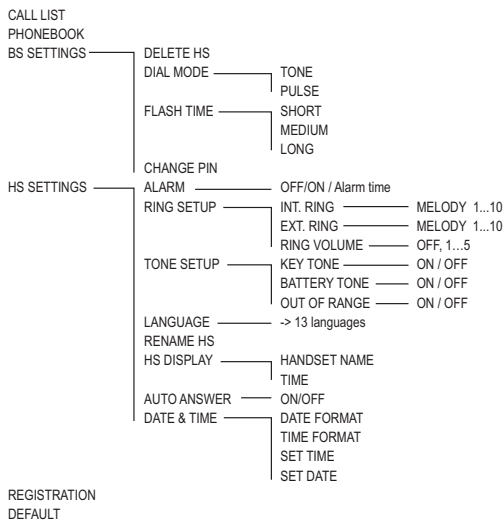 CALL LIST
PHONEBOOK
BS SETTINGS DELETE HS
DIAL MODE TONE
PULSE
FLASH TIME SHORT
MEDIUM
LONG
CHANGE PIN
HS SETTINGS ALARM OFF/ON / Alarm time
RING SETUP INT. RING MELODY 1...10
EXT. RING MELODY 1...10
RING VOLUME OFF, 1…5
TONE SETUP KEY TONE ON / OFF
BATTERY TONE ON / OFF
OUT OF RANGE ON / OFF
LANGUAGE -> 13 languages
RENAME HS
HS DISPLAY HANDSET NAME
TIME
AUTO ANSWER ON/OFF
DATE & TIME DATE FORMAT
TIME FORMAT
SET TIME
SET DATE
REGISTRATION
DEFAULT